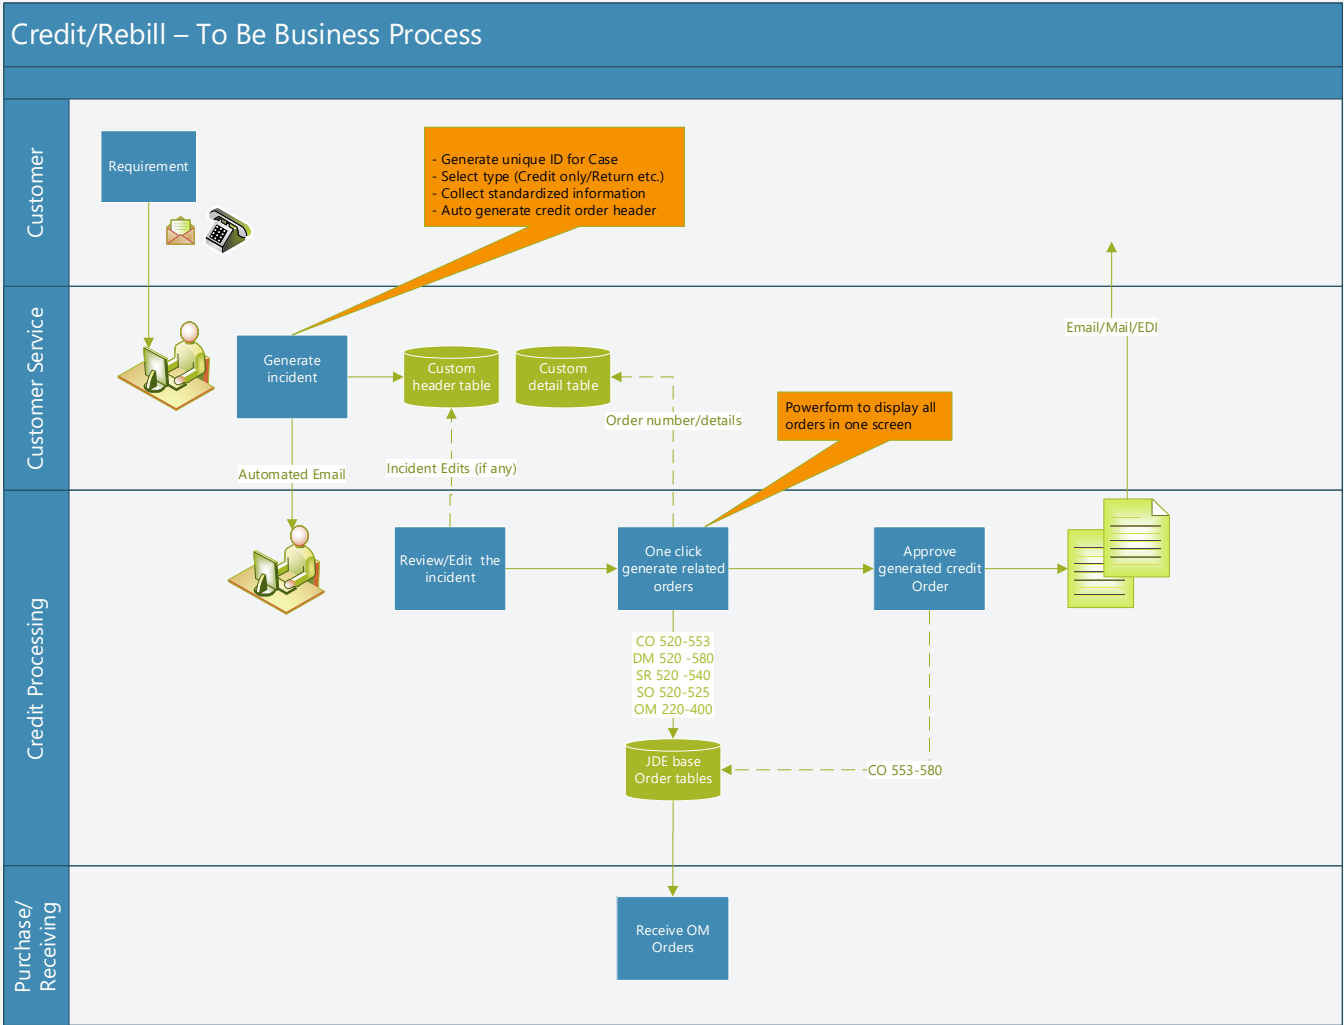 Credit/Rebill – To Be Business Process
Customer
Requirement
- Generate unique ID for Case
- Select type (Credit only/Return etc.)
- Collect standardized information
- Auto generate credit order header
Customer Service
Generate
incident
Custom
header table
Custom
detail table
Email/Mail/EDI
Order number/details
Powerform to display all
orders in one screen
Automated Email
Incident Edits (if any)
Credit Processing
Review/Edit  the
incident
One click
generate related
orders
Approve
generated credit
Order
CO 520-553
DM 520 -580
SR 520 -540
SO 520-525
OM 220-400
JDE base
Order tables
CO 553-580
Purchase/
Receiving
Receive OM
Orders